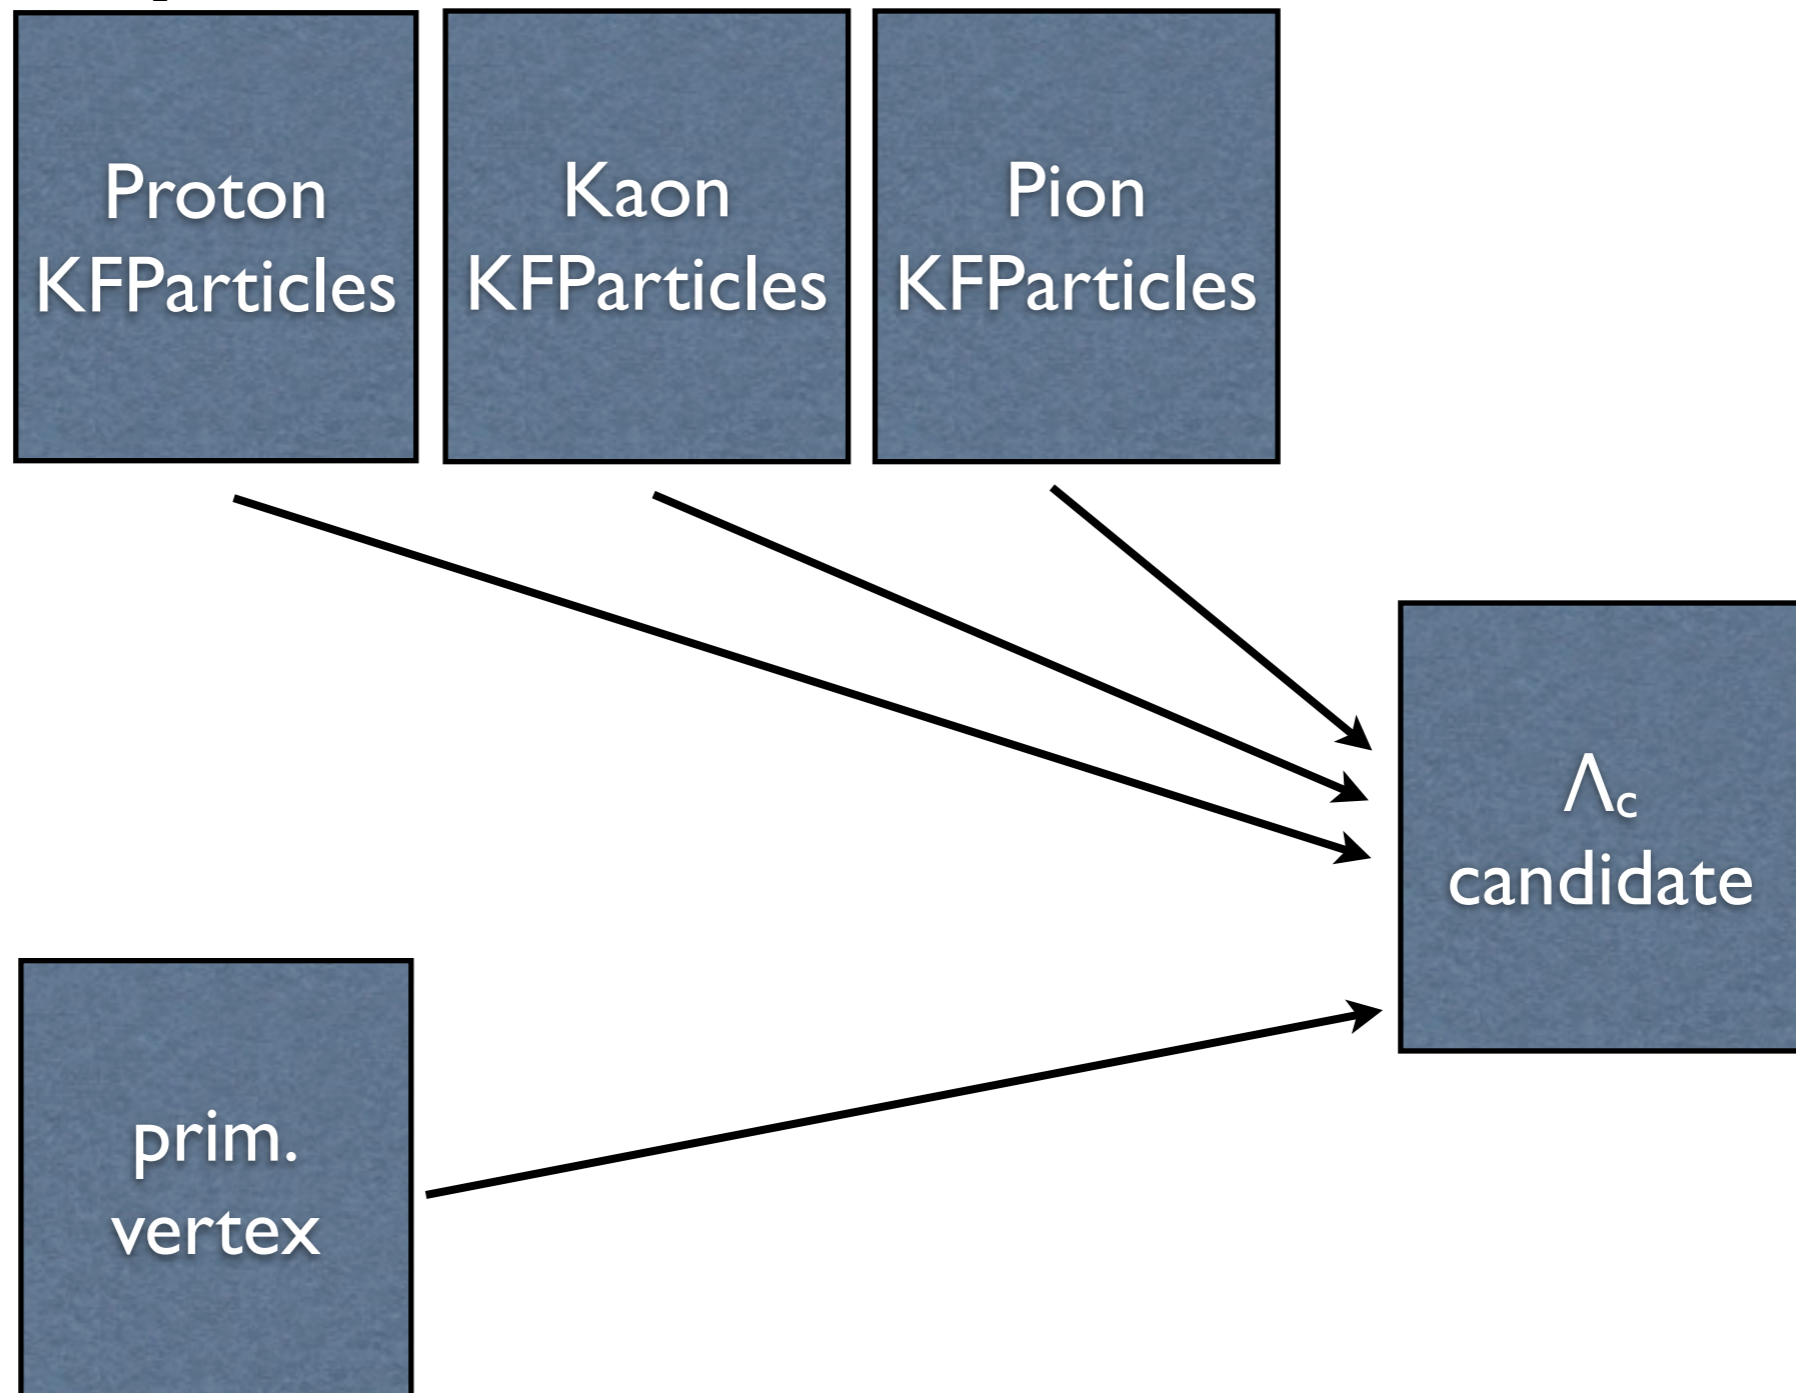 Proton
KFParticles
Kaon
KFParticles
Pion
KFParticles
Λc
candidate
prim.
vertex